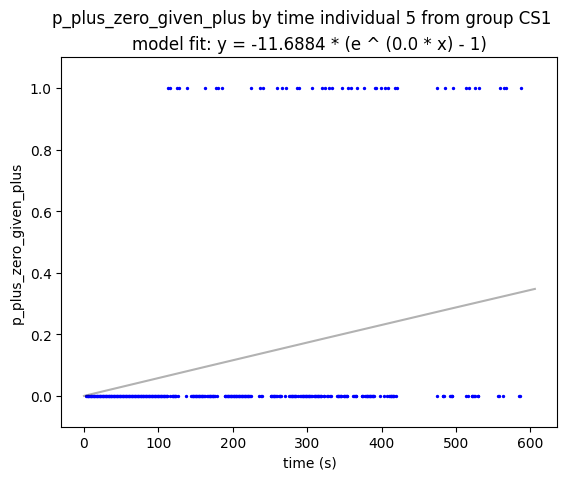 p_plus_zero_given_plus by time individual 5 from group CS1
model fit: y = -11.6884 * (e ^ (0.0 * x) - 1)
1.0
0.8
0.6
0.4
0.2
0.0
p_plus_zero_given_plus
0 100 200 300 400 500 600
time (s)